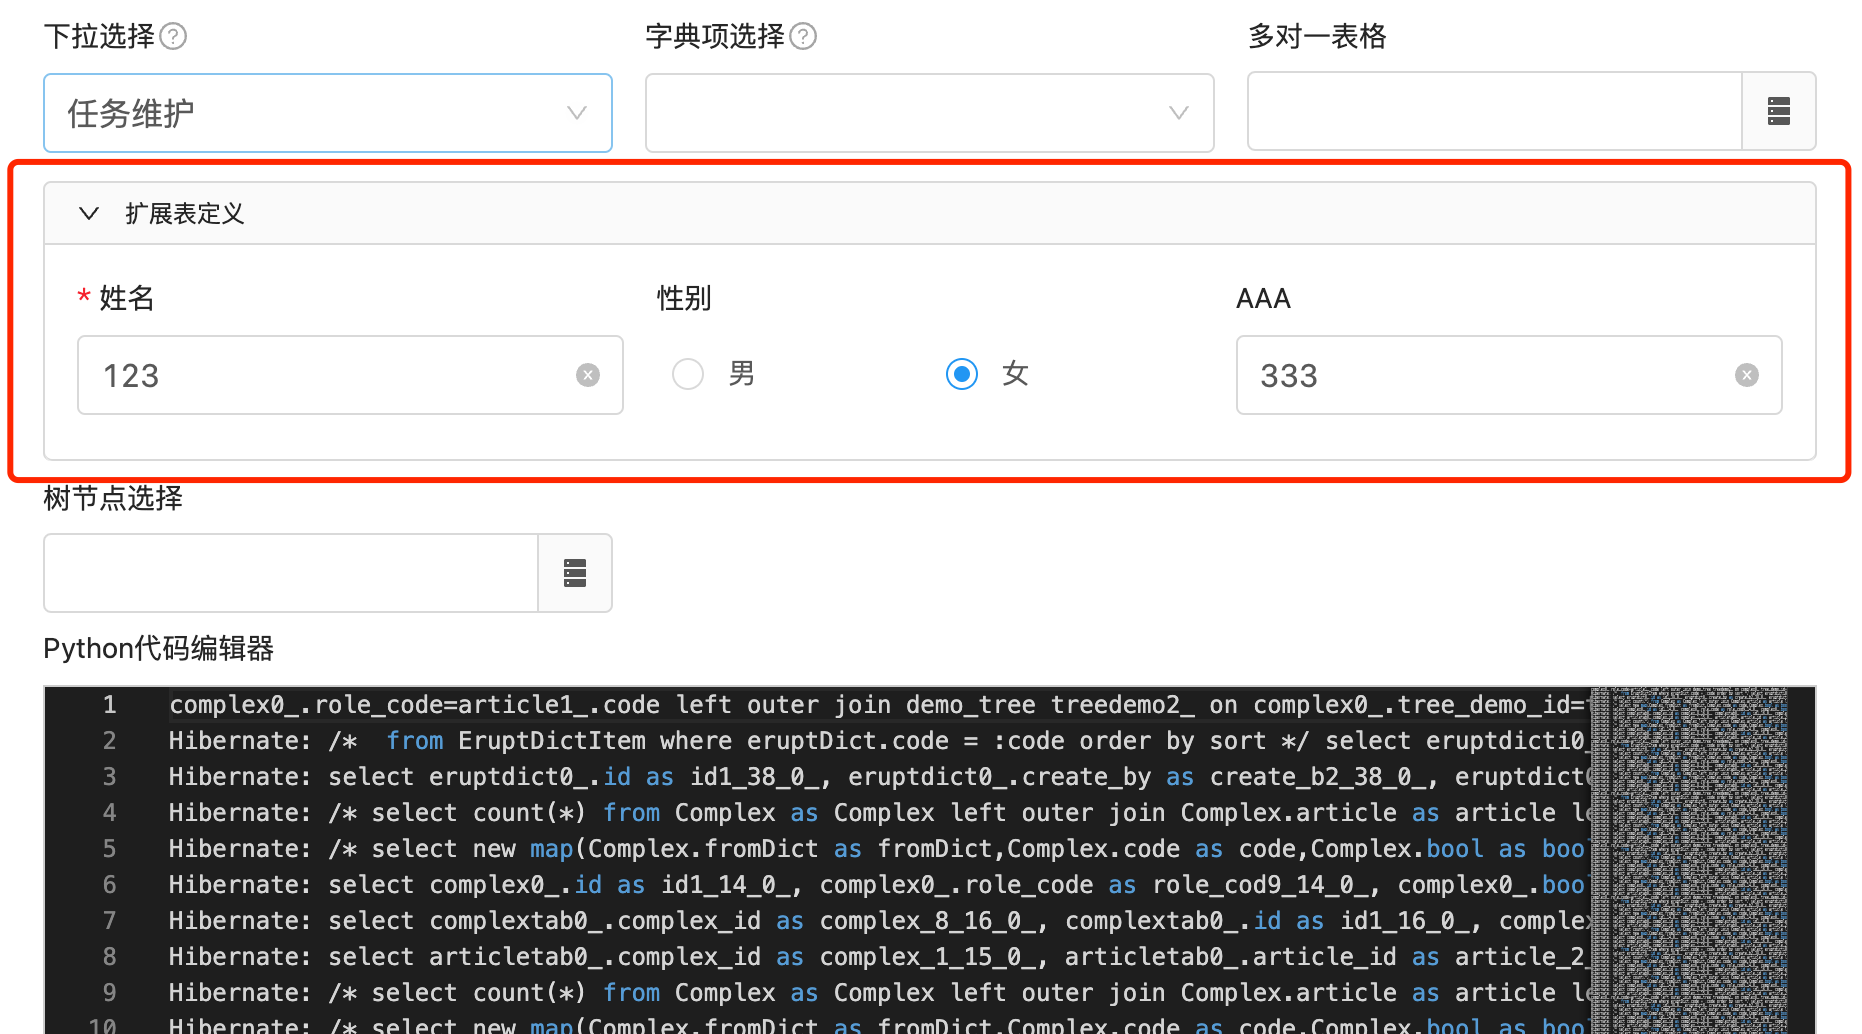 下拉选择
字典项选择
多对一表格
任务维护
扩展表定义
* 姓名
性别
AAA
123
男
女
333
树节点选择
Python代码编辑器
1 complex0_.role_code=article1_.code left outer join demo_tree treedemo2_ on complex0_.tree_demo_id=
2 Hibernate: /*  from EruptDictItem where eruptDict.code = :code order by sort */ select eruptdicti0_
3 Hibernate: select eruptdict0_.id as id1_38_0_, eruptdict0_.create_by as create_b2_38_0_, eruptdict
4 Hibernate: /* select count(*) from Complex as Complex left outer join Complex.article as article l
5 Hibernate: /* select new map(Complex.fromDict as fromDict,Complex.code as code,Complex.bool as boo
6 Hibernate: select complex0_.id as id1_14_0_, complex0_.role_code as role_cod9_14_0_, complex0_.boo
7 Hibernate: select complextab0_.complex_id as complex_8_16_0_, complextab0_.id as id1_16_0_, comple
8 Hibernate: select articletab0_.complex_id as complex_1_15_0_, articletab0_.article_id as article_2_
9 Hibernate: /* select count(*) from Complex as Complex left outer join Complex.article as article l
10 Hibernate: /* select new map(Complex.fromDict as fromDict,Complex.code as code,Complex.bool as boo